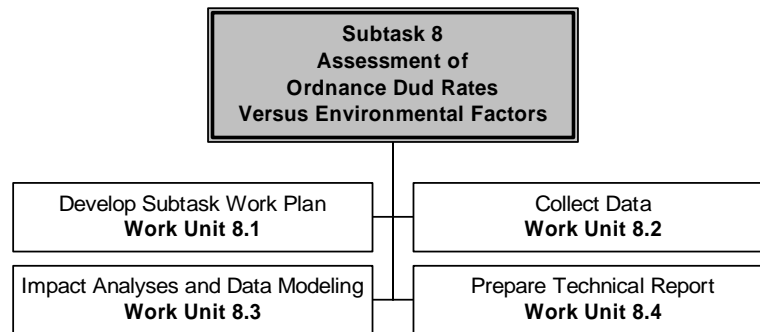 Subtask 8
Assessment of
Ordnance Dud Rates
Versus Environmental Factors
Develop Subtask Work Plan
Work Unit 8.1
Collect Data
Work Unit 8.2
Impact Analyses and Data Modeling
Work Unit 8.3
Prepare Technical Report
Work Unit 8.4